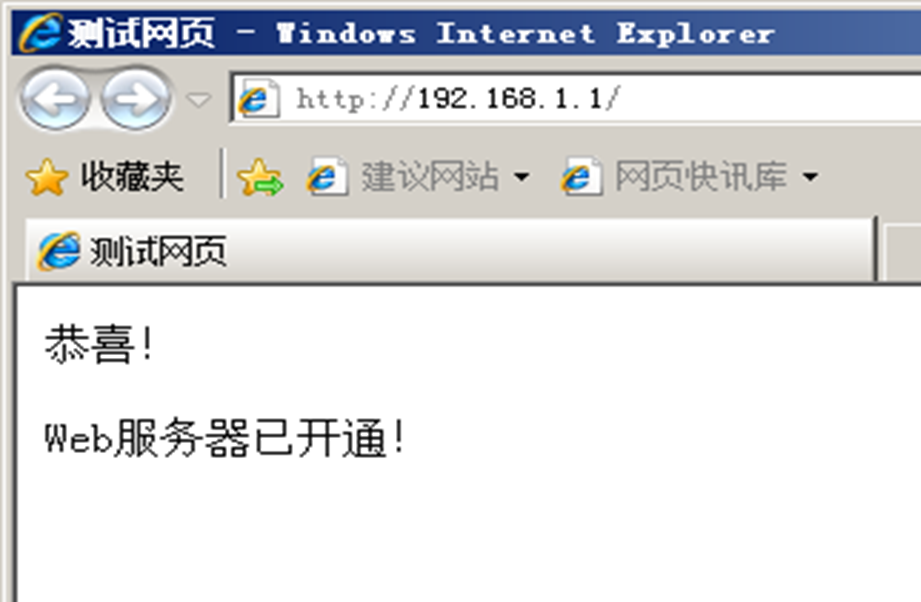 测试网页 - Windows Internet Explorer
http://192.168.1.1/
收藏夹 建议网站 网页快讯库
测试网页
恭喜!
Web服务器已开通!